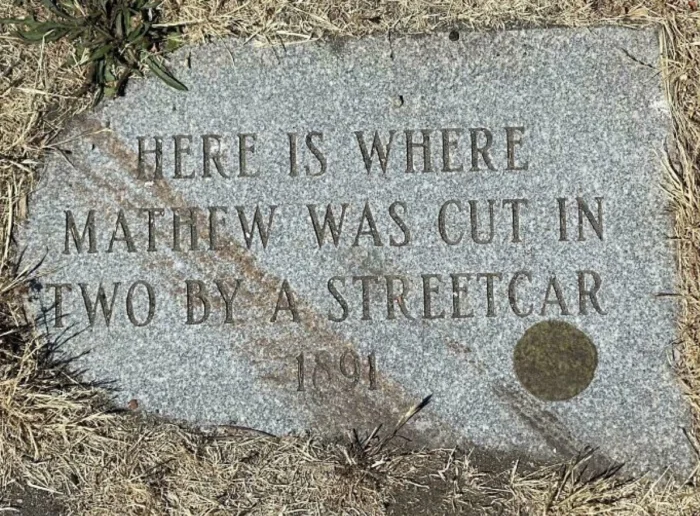 HERE IS WHERE
MATHEW WAS CUT IN
TWO BY A STREETCAR
1891